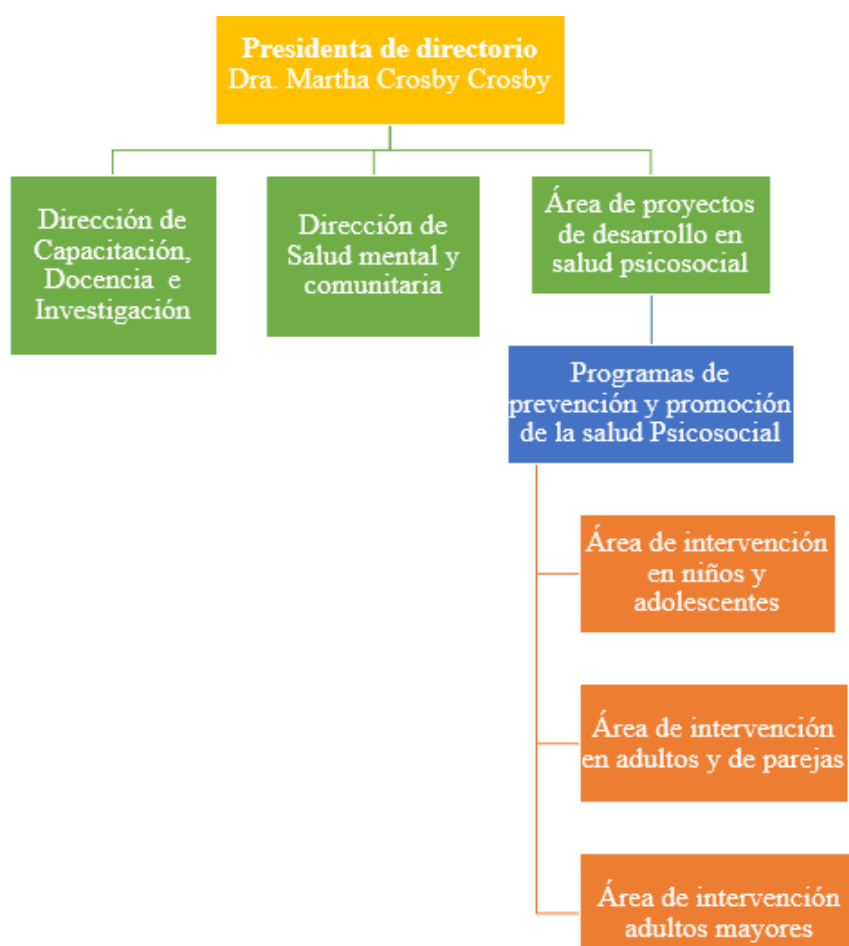 Presidenta de directorio
Dra. Martha Crosby Crosby
Dirección de
Capacitación,
Docencia e
Investigación
Dirección de
Salud mental y
comunitaria
Área de proyectos
de desarrollo en
salud psicosocial
Programas de
prevención y promoción
de la salud Psicosocial
Área de intervención
en niños y
adolescentes
Área de intervención
en adultos y de parejas
Área de intervención
adultos mayores